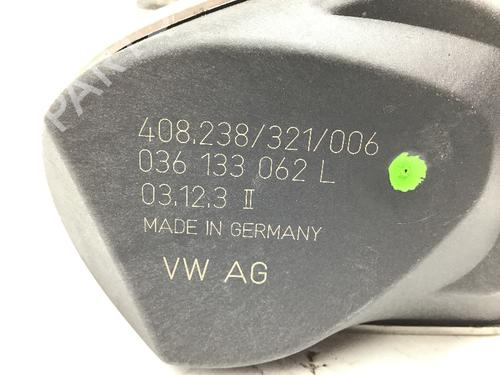 408.238/321/006
036 133 062 L
03.12.3 II
MADE IN GERMANY
VW AG